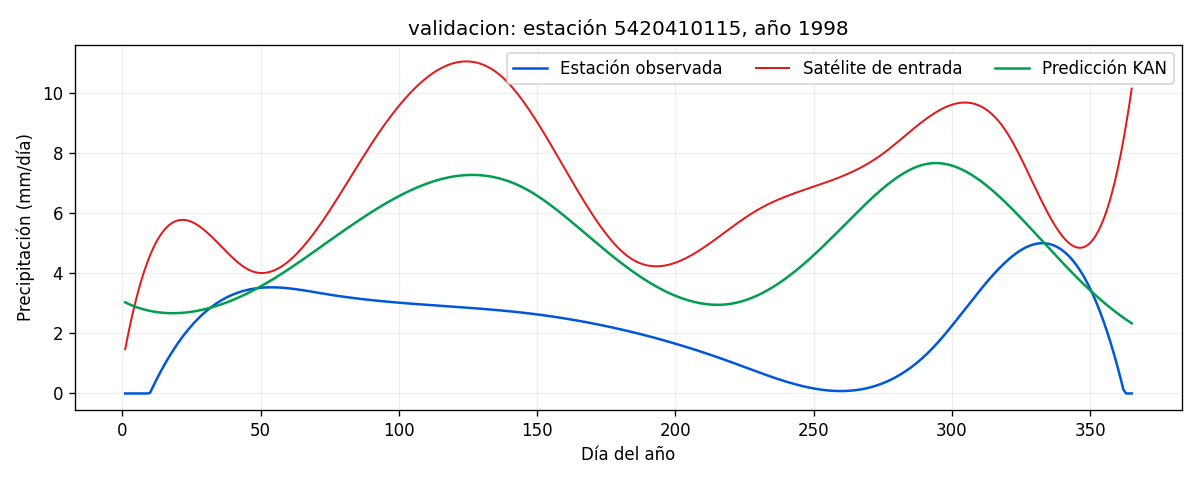 validacion: estación 5420410115, año 1998
Estación observada
Satélite de entrada
Predicción KAN
Precipitación (mm/día)
10
8
6
4
2
0
0
50
100
150
200
250
300
350
Día del año